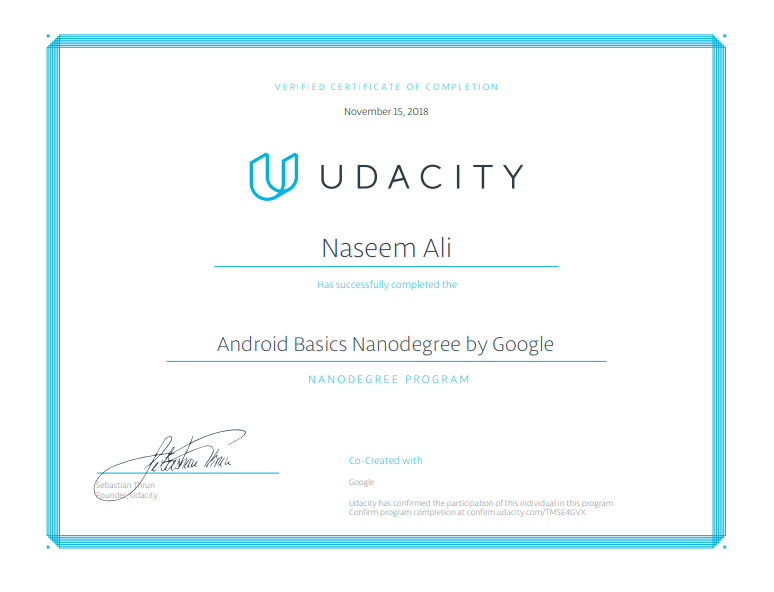 VERIFIED CERTIFICATE OF COMPLETION
November 15, 2018
UDACITY
Naseem Ali
Has successfully completed the
Android Basics Nanodegree by Google
NANODEGREE PROGRAM
Sebastian Thrun
Sebastian Thrun
Founder, Udacity
Co-Created with
Google
Udacity has confirmed the participation of this individual in this program.
Confirm program completion at confirm.udacity.com/TMSE4GVX